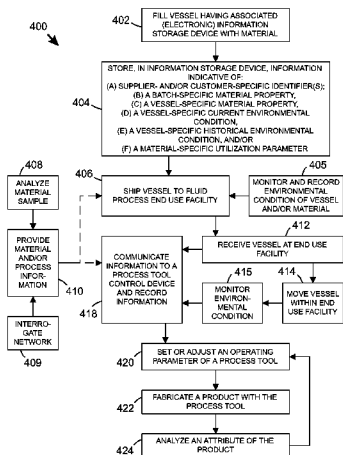 400
402
FILL VESSEL HAVING ASSOCIATED
(ELECTRONIC) INFORMATION
STORAGE DEVICE WITH MATERIAL
404
STORE, IN INFORMATION STORAGE DEVICE, INFORMATION
INDICATIVE OF:
(A) SUPPLIER- AND/OR CUSTOMER-SPECIFIC IDENTIFIER(S);
(B) A BATCH-SPECIFIC MATERIAL PROPERTY,
(C) A VESSEL-SPECIFIC MATERIAL PROPERTY,
(D) A VESSEL-SPECIFIC CURRENT ENVIRONMENTAL
CONDITION,
(E) A VESSEL-SPECIFIC HISTORICAL ENVIRONMENTAL
CONDITION, AND/OR
(F) A MATERIAL-SPECIFIC UTILIZATION PARAMETER
408
ANALYZE
MATERIAL
SAMPLE
406
SHIP VESSEL TO FLUID
PROCESS END USE FACILITY
405
MONITOR AND RECORD
ENVIRONMENTAL
CONDITION OF VESSEL
AND/OR MATERIAL
412
RECEIVE VESSEL AT END USE
FACILITY
PROVIDE
MATERIAL
AND/OR
PROCESS
INFOR-
MATION
410
COMMUNICATE
INFORMATION TO A
PROCESS TOOL
CONTROL DEVICE
AND RECORD
INFORMATION
418
415
MONITOR
ENVIRON-
MENTAL
CONDITION
414
MOVE VESSEL
WITHIN END
USE FACILITY
INTERRO-
GATE
NETWORK
409
420
SET OR ADJUST AN OPERATING
PARAMETER OF A PROCESS TOOL
422
FABRICATE A PRODUCT WITH THE
PROCESS TOOL
424
ANALYZE AN ATTRIBUTE OF THE
PRODUCT